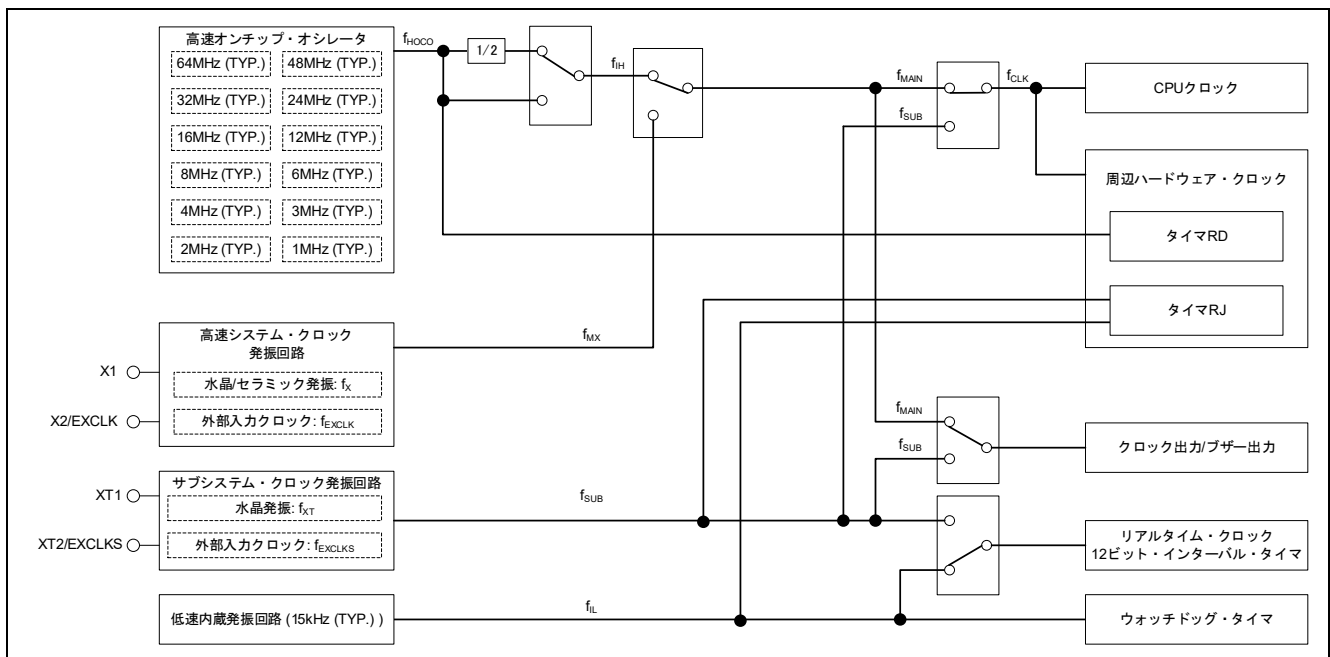 高速オンチップ・オシレータ
64MHz (TYP.) 48MHz (TYP.)
32MHz (TYP.) 24MHz (TYP.)
16MHz (TYP.) 12MHz (TYP.)
8MHz (TYP.) 6MHz (TYP.)
4MHz (TYP.) 3MHz (TYP.)
2MHz (TYP.) 1MHz (TYP.)
fHOCO
1/2
fIH
fMAIN
fSUB
fCLK
CPUクロック
周辺ハードウェア・クロック
タイマRD
タイマRJ
高速システム・クロック
発振回路
水晶/セラミック発振: fX
外部入力クロック: fEXCLK
X1
X2/EXCLK
fMX
fMAIN
fSUB
クロック出力/ブザー出力
サブシステム・クロック発振回路
水晶発振: fXT
外部入力クロック: fEXCLKS
XT1
XT2/EXCLKS
fSUB
リアルタイム・クロック
12ビット・インターバル・タイマ
低速内蔵発振回路 (15kHz (TYP.) )
fIL
ウォッチドッグ・タイマ